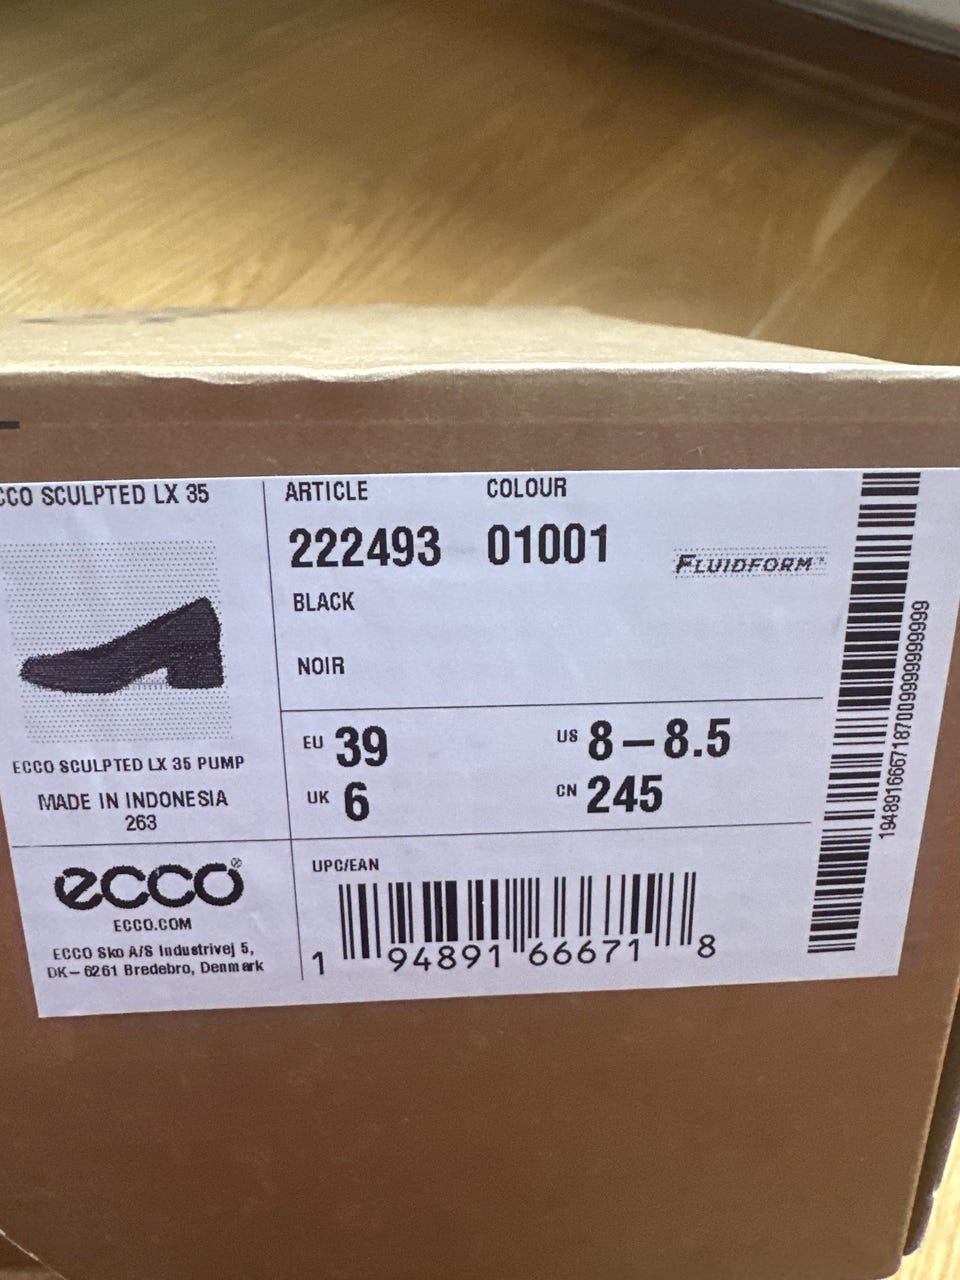 CCO SCULPTED LX 35
ARTICLE COLOUR
222493 01001
FLUIDFORM™
BLACK
NOIR
EU 39 US 8–8.5
UK 6 CN 245
ECCO SCULPTED LX 35 PUMP
MADE IN INDONESIA
263
ecco®
ECCO.COM
ECCO Sko A/S Industrivej 5,
DK–6261 Bredebro, Denmark
UPC/EAN
1 94891 66671 8